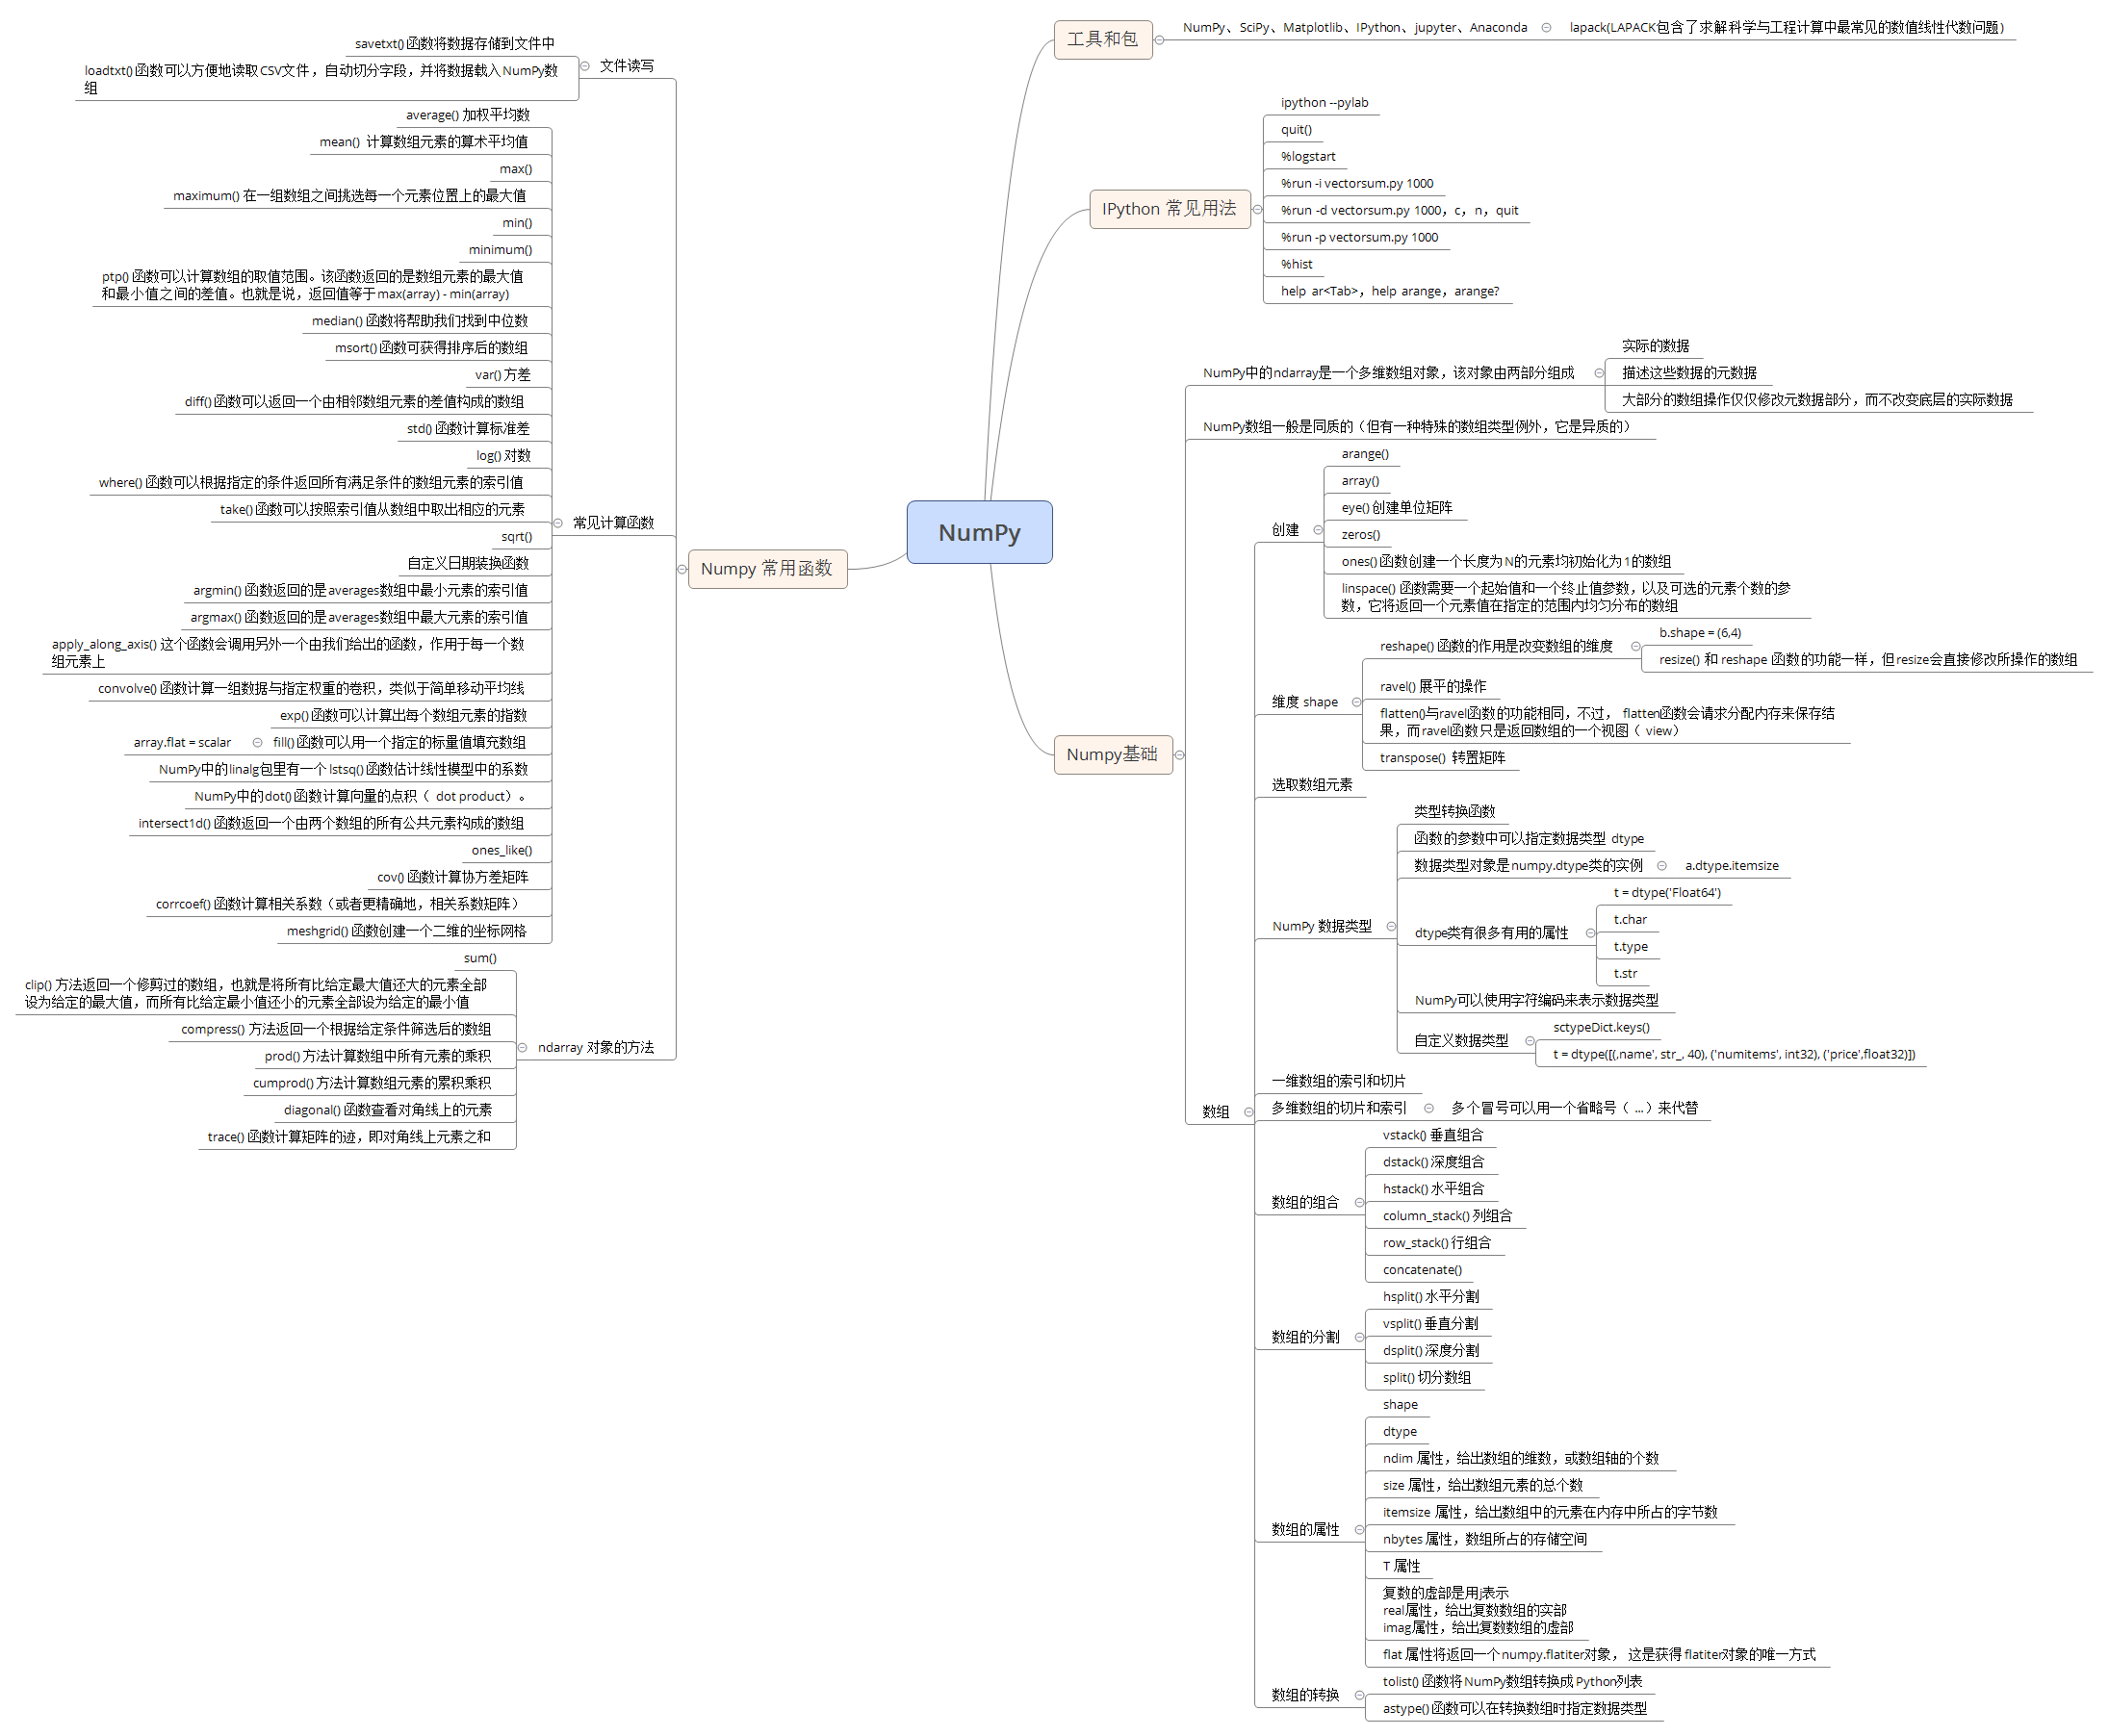 NumPy
工具和包
NumPy、SciPy、Matplotlib、IPython、jupyter、Anaconda
lapack(LAPACK包含了求解科学与工程计算中最常见的数值线性代数问题)
IPython 常见用法
ipython --pylab
quit()
%logstart
%run -i vectorsum.py 1000
%run -d vectorsum.py 1000，c，n，quit
%run -p vectorsum.py 1000
%hist
help ar<Tab>，help arange，arange?
Numpy基础
NumPy中的ndarray是一个多维数组对象，该对象由两部分组成
实际的数据
描述这些数据的元数据
大部分的数组操作仅仅修改元数据部分，而不改变底层的实际数据
NumPy数组一般是同质的（但有一种特殊的数组类型例外，它是异质的）
数组
创建
arange()
array()
eye() 创建单位矩阵
zeros()
ones() 函数创建一个长度为N的元素均初始化为1的数组
linspace() 函数需要一个起始值和一个终止值参数，以及可选的元素个数的参
数，它将返回一个元素值在指定的范围内均匀分布的数组
维度 shape
reshape() 函数的作用是改变数组的维度
b.shape = (6,4)
resize() 和 reshape 函数的功能一样，但resize会直接修改所操作的数组
ravel() 展平的操作
flatten()与ravel函数的功能相同，不过， flatten函数会请求分配内存来保存结
果，而ravel函数只是返回数组的一个视图（ view）
transpose() 转置矩阵
选取数组元素
NumPy 数据类型
类型转换函数
函数的参数中可以指定数据类型 dtype
数据类型对象是numpy.dtype类的实例
a.dtype.itemsize
dtype类有很多有用的属性
t = dtype('Float64')
t.char
t.type
t.str
NumPy可以使用字符编码来表示数据类型
自定义数据类型
sctypeDict.keys()
t = dtype([(,name', str_, 40), ('numitems', int32), ('price',float32)])
一维数组的索引和切片
多维数组的切片和索引
多个冒号可以用一个省略号（ …）来代替
数组的组合
vstack() 垂直组合
dstack() 深度组合
hstack() 水平组合
column_stack() 列组合
row_stack() 行组合
concatenate()
数组的分割
hsplit() 水平分割
vsplit() 垂直分割
dsplit() 深度分割
split() 切分数组
数组的属性
shape
dtype
ndim 属性，给出数组的维数，或数组轴的个数
size 属性，给出数组元素的总个数
itemsize 属性，给出数组中的元素在内存中所占的字节数
nbytes 属性，数组所占的存储空间
T 属性
复数的虚部是用j表示
real属性，给出复数数组的实部
imag属性，给出复数数组的虚部
flat 属性将返回一个numpy.flatiter对象， 这是获得flatiter对象的唯一方式
数组的转换
tolist() 函数将NumPy数组转换成Python列表
astype() 函数可以在转换数组时指定数据类型
Numpy 常用函数
文件读写
savetxt() 函数将数据存储到文件中
loadtxt() 函数可以方便地读取CSV文件，自动切分字段，并将数据载入NumPy数
组
常见计算函数
average() 加权平均数
mean() 计算数组元素的算术平均值
max()
maximum() 在一组数组之间挑选每一个元素位置上的最大值
min()
minimum()
ptp() 函数可以计算数组的取值范围。该函数返回的是数组元素的最大值
和最小值之间的差值。也就是说，返回值等于max(array) - min(array)
median() 函数将帮助我们找到中位数
msort() 函数可获得排序后的数组
var() 方差
diff() 函数可以返回一个由相邻数组元素的差值构成的数组
std() 函数计算标准差
log() 对数
where() 函数可以根据指定的条件返回所有满足条件的数组元素的索引值
take() 函数可以按照索引值从数组中取出相应的元素
sqrt()
自定义日期装换函数
argmin() 函数返回的是averages数组中最小元素的索引值
argmax() 函数返回的是averages数组中最大元素的索引值
apply_along_axis() 这个函数会调用另外一个由我们给出的函数，作用于每一个数
组元素上
convolve() 函数计算一组数据与指定权重的卷积，类似于简单移动平均线
exp() 函数可以计算出每个数组元素的指数
fill() 函数可以用一个指定的标量值填充数组
array.flat = scalar
NumPy中的linalg包里有一个lstsq() 函数估计线性模型中的系数
NumPy中的dot() 函数计算向量的点积（ dot product）。
intersect1d() 函数返回一个由两个数组的所有公共元素构成的数组
ones_like()
cov() 函数计算协方差矩阵
corrcoef() 函数计算相关系数（或者更精确地，相关系数矩阵）
meshgrid() 函数创建一个二维的坐标网格
ndarray 对象的方法
sum()
clip() 方法返回一个修剪过的数组，也就是将所有比给定最大值还大的元素全部
设为给定的最大值，而所有比给定最小值还小的元素全部设为给定的最小值
compress() 方法返回一个根据给定条件筛选后的数组
prod() 方法计算数组中所有元素的乘积
cumprod() 方法计算数组元素的累积乘积
diagonal() 函数查看对角线上的元素
trace() 函数计算矩阵的迹，即对角线上元素之和